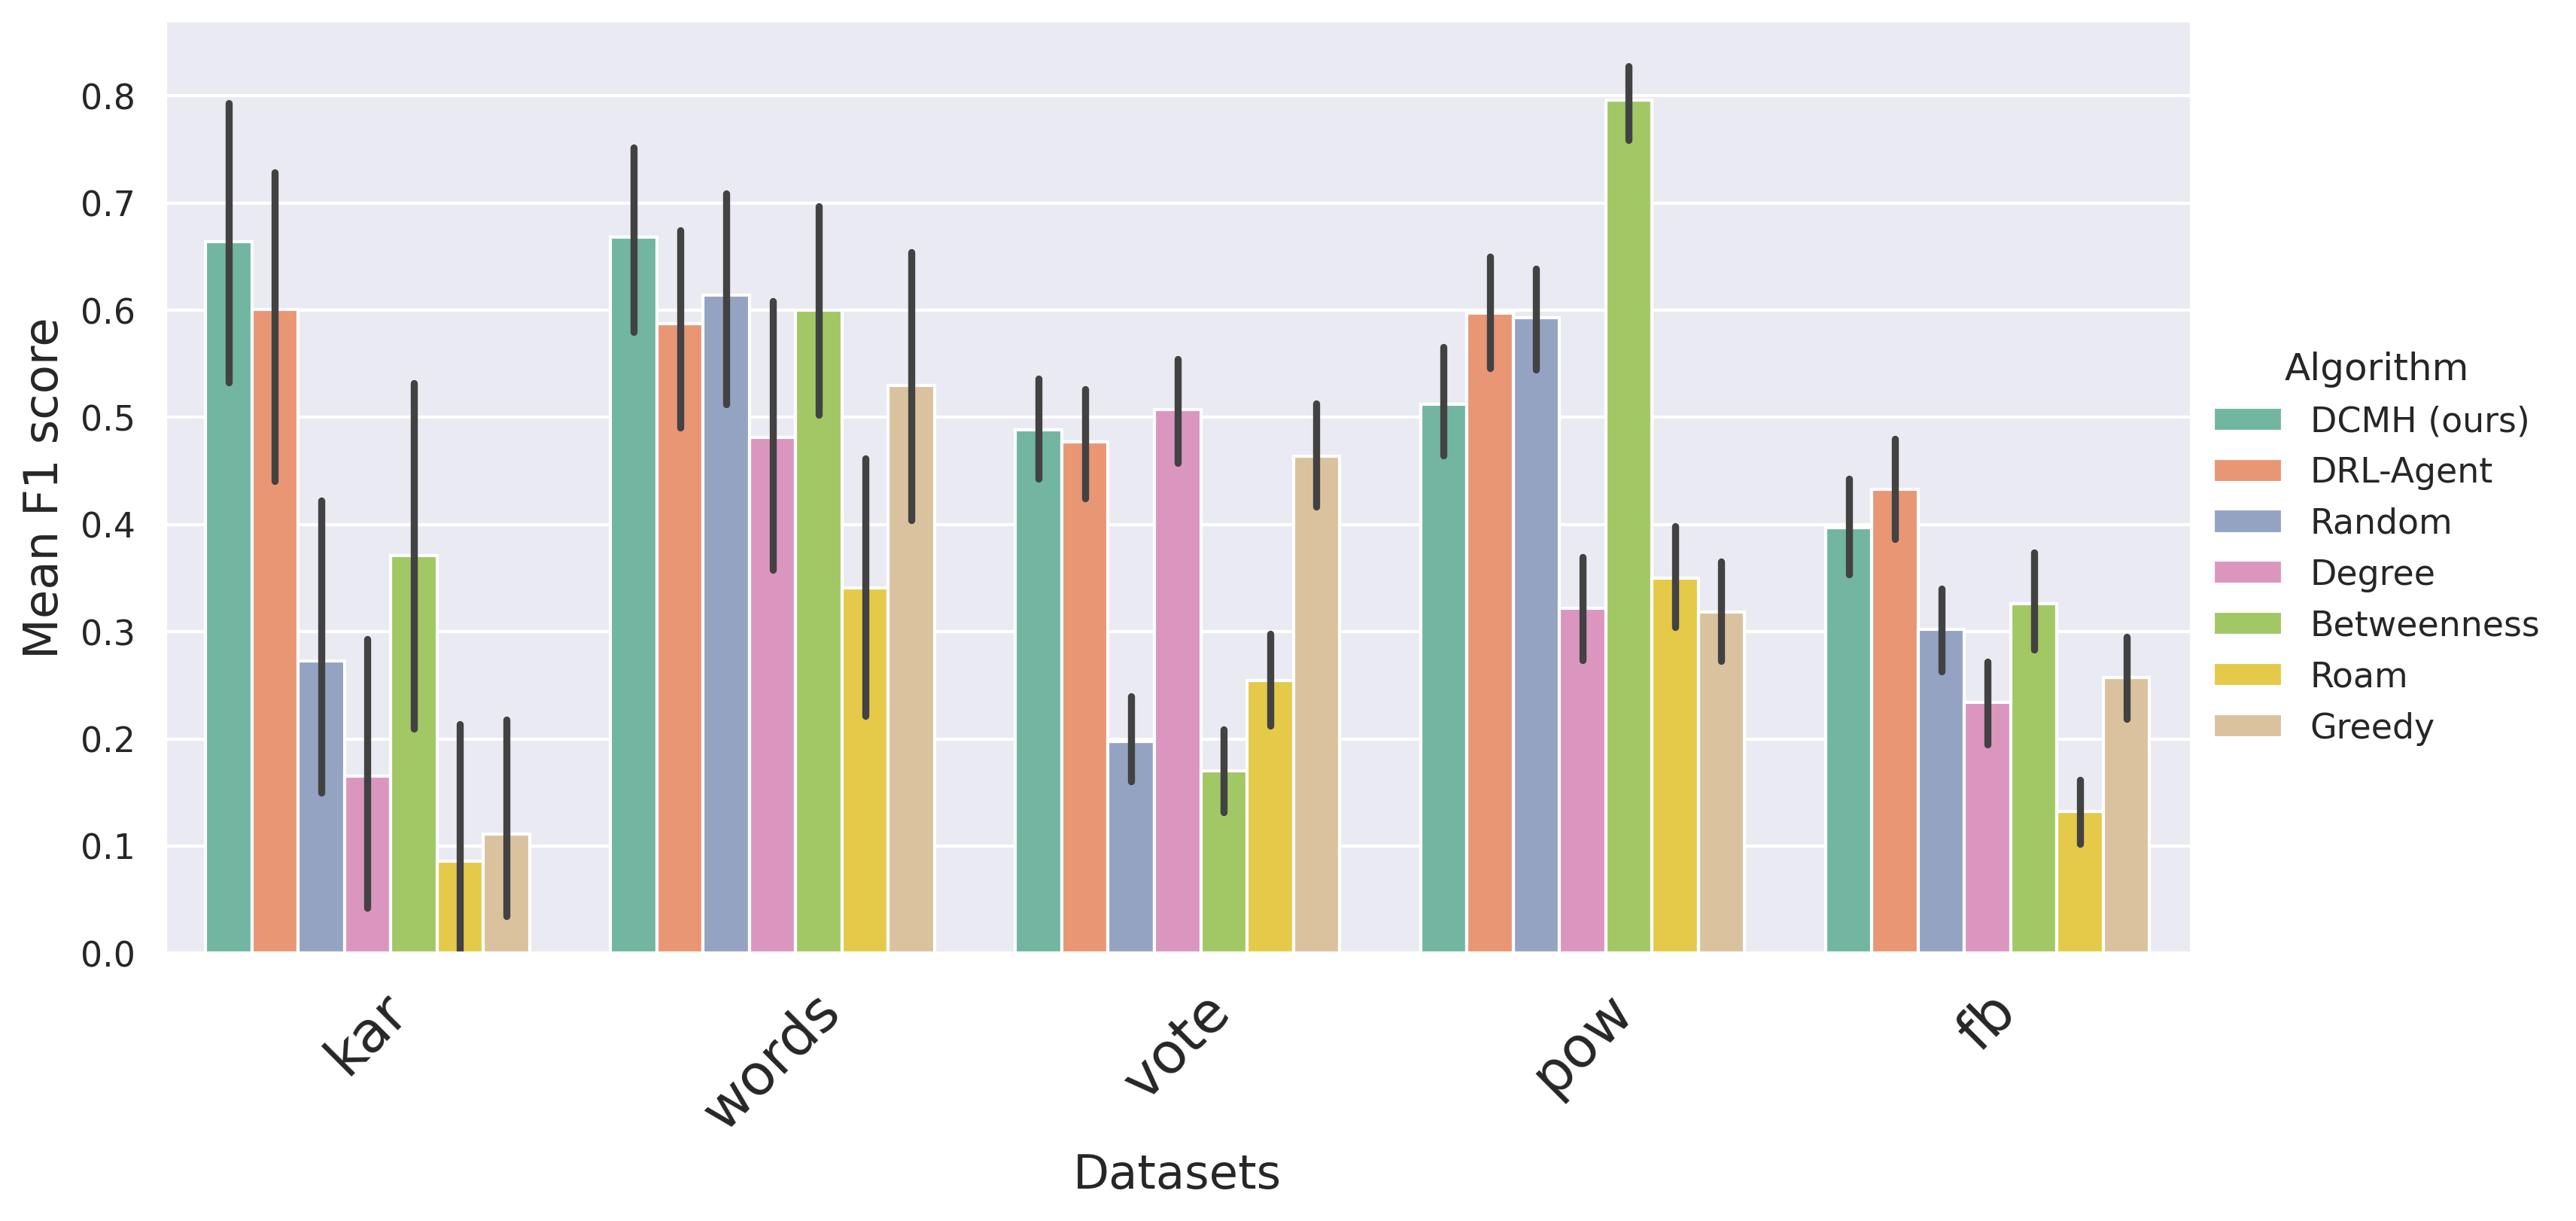 Mean F1 score
0.8
0.7
0.6
0.5
0.4
0.3
0.2
0.1
0.0
kar
words
vote
pow
fb
Datasets
Algorithm
DCMH (ours)
DRL-Agent
Random
Degree
Betweenness
Roam
Greedy